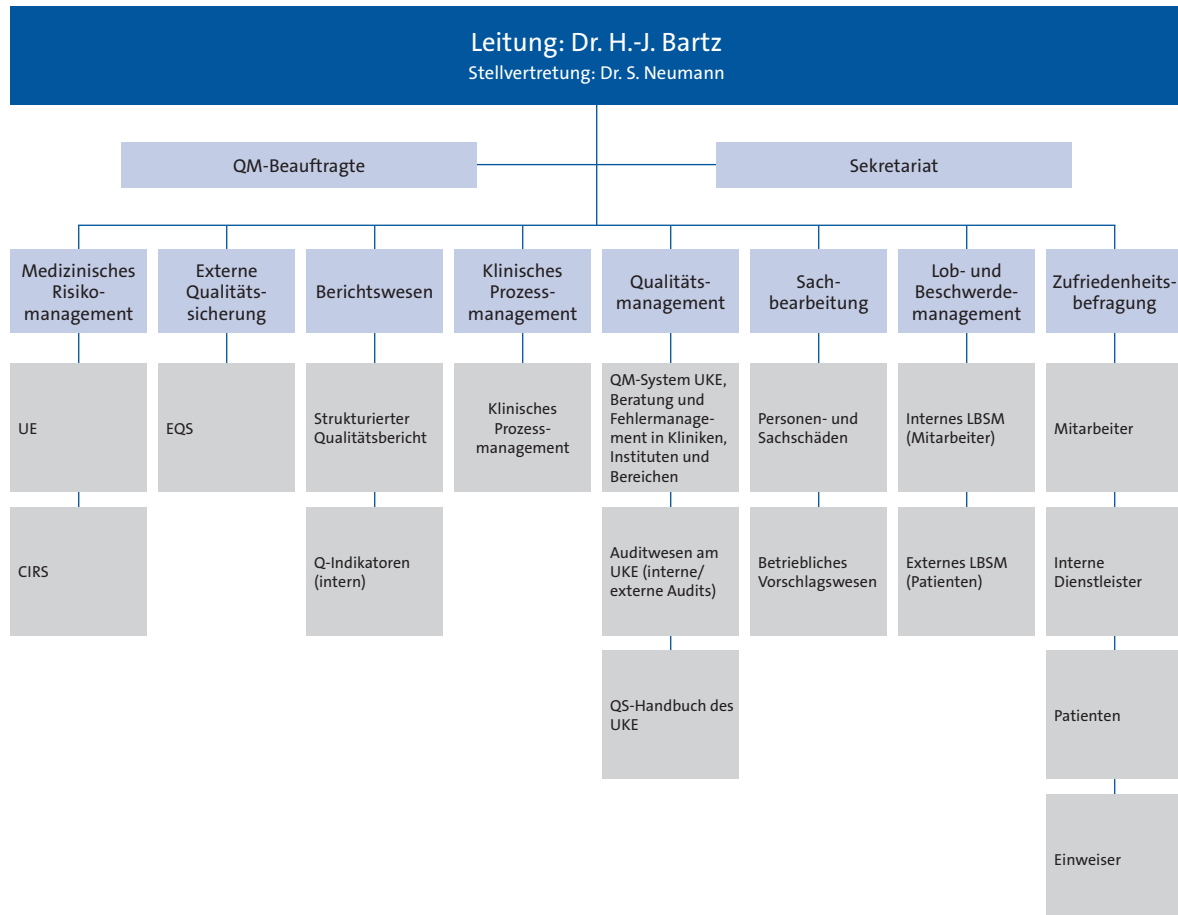 Leitung: Dr. H.-J. Bartz
Stellvertretung: Dr. S. Neumann
QM-Beauftragte
Sekretariat
Medizinisches
Risiko-
management
Externe
Qualitäts-
sicherung
Berichtswesen
Klinisches
Prozess-
management
Qualitäts-
management
Sach-
bearbeitung
Lob- und
Beschwerde-
management
Zufriedenheits-
befragung
UE
EQS
Strukturierter
Qualitätsbericht
Klinisches
Prozess-
management
QM-System UKE,
Beratung und
Fehlermanage-
ment in Kliniken,
Instituten und
Bereichen
Personen- und
Sachschäden
Internes LBSM
(Mitarbeiter)
Mitarbeiter
CIRS
Q-Indikatoren
(intern)
Auditwesen am
UKE (interne/
externe Audits)
Betriebliches
Vorschlagswesen
Externes LBSM
(Patienten)
Interne
Dienstleister
QS-Handbuch des
UKE
Patienten
Einweiser